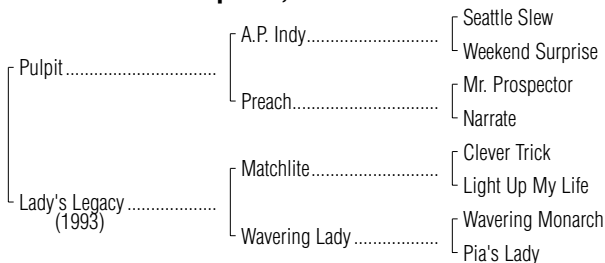 Seattle Slew
A.P. Indy
Weekend Surprise
Pulpit
Mr. Prospector
Preach
Narrate
Clever Trick
Matchlite
Light Up My Life
Lady's Legacy
(1993)
Wavering Monarch
Wavering Lady
Pia's Lady